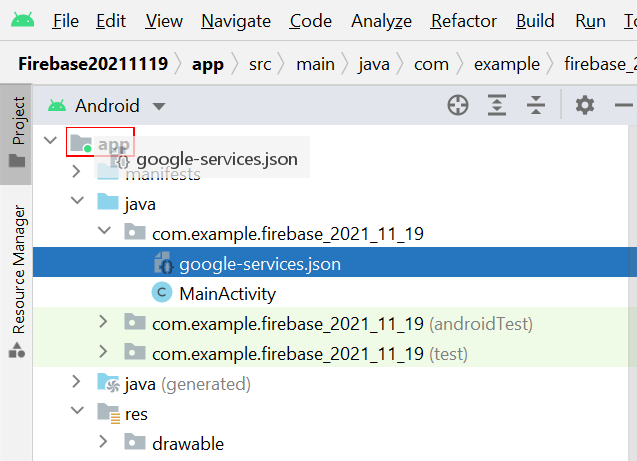 File Edit View Navigate Code Analyze Refactor Build Run T
Firebase20211119 app src main java com example firebase_2
Project
Android
app
google-services.json
manifests
java
com.example.firebase_2021_11_19
google-services.json
MainActivity
com.example.firebase_2021_11_19 (androidTest)
com.example.firebase_2021_11_19 (test)
java (generated)
res
drawable
Resource Manager